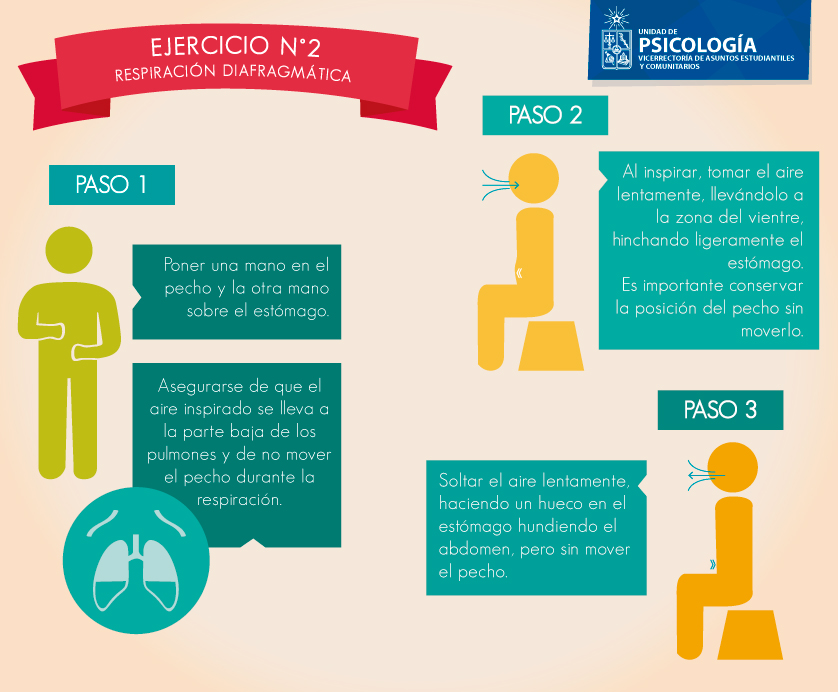 EJERCICIO N°2
RESPIRACIÓN DIAFRAGMÁTICA
UNIDAD DE
PSICOLOGÍA
VICERRECTORÍA DE ASUNTOS ESTUDIANTILES
Y COMUNITARIOS
PASO 1
Poner una mano en el
pecho y la otra mano
sobre el estómago.
Asegurarse de que el
aire inspirado se lleva a
la parte baja de los
pulmones y de no mover
el pecho durante la
respiración.
PASO 2
Al inspirar, tomar el aire
lentamente, llevándolo a
la zona del vientre,
hinchando ligeramente el
estómago.
Es importante conservar
la posición del pecho sin
moverlo.
PASO 3
Soltar el aire lentamente,
haciendo un hueco en el
estómago hundiendo el
abdomen, pero sin mover
el pecho.